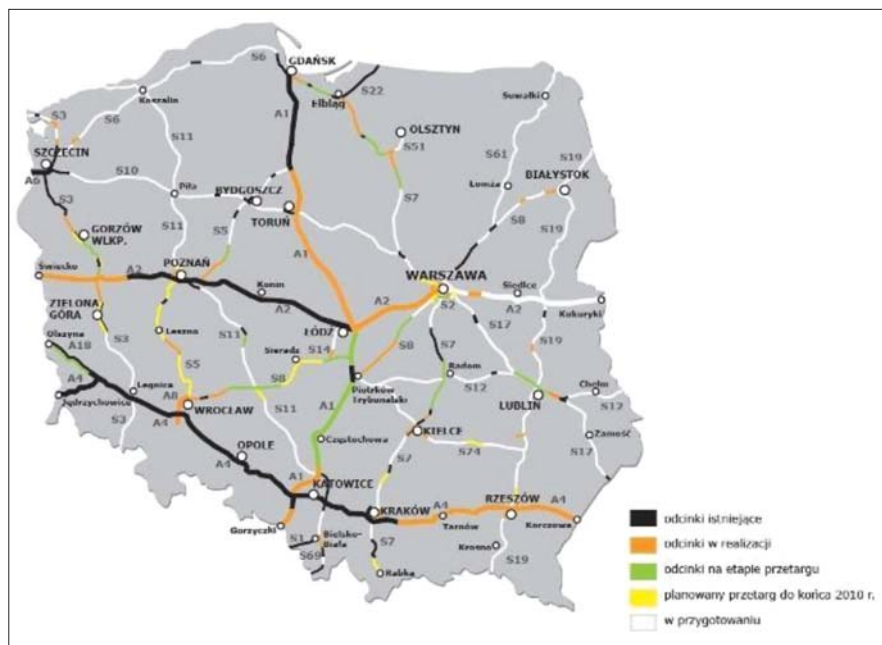 S6
GDAŃSK
S22
Elbląg
Suwałki
Koszalin
S3
S6
A1
OLSZTYN
S11
S51
S61
S19
SZCZECIN
S10
BIAŁYSTOK
A6
Piła
BYDGOSZCZ
Łomża
S3
TORUŃ
S7
S8
GORZÓW
WLKP.
S11
S5
S19
A1
Świecko
A2
POZNAŃ
WARSZAWA
Konin
A2
Siedlce
ZIELONA
GÓRA
A2
S2
A2
Kukuryki
Olszyna
Leszno
S11
ŁÓDŹ
S7
S17
A18
S3
Sieradz
S14
S8
S19
A4
S5
Radom
Legnica
S8
Piotrków
Trybunalski
S12
Chełm
Jędrzychowice
A8
WROCŁAW
S11
A1
LUBLIN
S12
S3
A4
KIELCE
Zamość
OPOLE
Częstochowa
S17
A4
S7
S74
A1
KATOWICE
RZESZÓW
KRAKÓW
A4
A4
Gorzyczki
S1
Bielsko-
Biała
S7
Tarnów
Korczowa
S69
Krosno
Rabka
S19
odcinki istniejące
odcinki w realizacji
odcinki na etapie przetargu
planowany przetarg do końca 2010 r.
w przygotowaniu